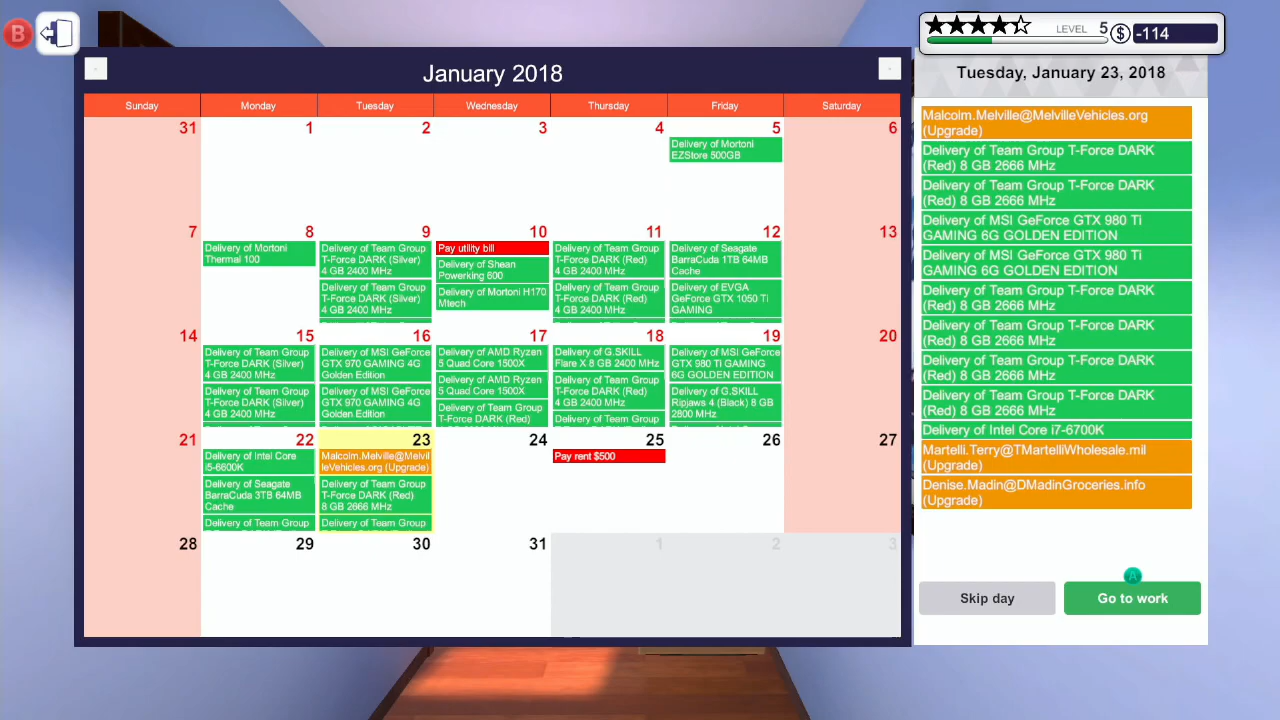 B
LEVEL 5
$ -114
January 2018
Sunday Monday Tuesday Wednesday Thursday Friday Saturday
31 1 2 3 4 5 6
Delivery of Mortoni
EZStore 500GB
7 8 9 10 11 12 13
Delivery of Mortoni
Thermal 100
Delivery of Team Group
T-Force DARK (Silver)
4 GB 2400 MHz
Delivery of Team Group
T-Force DARK (Silver)
4 GB 2400 MHz
Pay utility bill
Delivery of Shean
Powerking 600
Delivery of Mortoni H170
Mtech
Delivery of Team Group
T-Force DARK (Red)
4 GB 2400 MHz
Delivery of Team Group
T-Force DARK (Red)
4 GB 2400 MHz
Delivery of Seagate
BarraCuda 1TB 64MB
Cache
Delivery of EVGA
GeForce GTX 1050 Ti
GAMING
14 15 16 17 18 19 20
Delivery of Team Group
T-Force DARK (Silver)
4 GB 2400 MHz
Delivery of Team Group
T-Force DARK (Silver)
4 GB 2400 MHz
Delivery of MSI GeForce
GTX 970 GAMING 4G
Golden Edition
Delivery of MSI GeForce
GTX 970 GAMING 4G
Golden Edition
Delivery of AMD Ryzen
5 Quad Core 1500X
Delivery of AMD Ryzen
5 Quad Core 1500X
Delivery of Team Group
T-Force DARK (Red)
Delivery of G.SKILL
Flare X 8 GB 2400 MHz
Delivery of Team Group
T-Force DARK (Red)
4 GB 2400 MHz
Delivery of Team Group
Delivery of MSI GeForce
GTX 980 TI GAMING
6G GOLDEN EDITION
Delivery of G.SKILL
Ripjaws 4 (Black) 8 GB
2800 MHz
21 22 23 24 25 26 27
Delivery of Intel Core
i5-6600K
Delivery of Seagate
BarraCuda 3TB 64MB
Cache
Delivery of Team Group
Malcolm.Melville@Melvil
leVehicles.org (Upgrade)
Delivery of Team Group
T-Force DARK (Red)
8 GB 2666 MHz
Delivery of Team Group
Pay rent $500
28 29 30 31 1 2 3
Tuesday, January 23, 2018
Malcolm.Melville@MelvilleVehicles.org
(Upgrade)
Delivery of Team Group T-Force DARK
(Red) 8 GB 2666 MHz
Delivery of Team Group T-Force DARK
(Red) 8 GB 2666 MHz
Delivery of MSI GeForce GTX 980 Ti
GAMING 6G GOLDEN EDITION
Delivery of MSI GeForce GTX 980 Ti
GAMING 6G GOLDEN EDITION
Delivery of Team Group T-Force DARK
(Red) 8 GB 2666 MHz
Delivery of Team Group T-Force DARK
(Red) 8 GB 2666 MHz
Delivery of Team Group T-Force DARK
(Red) 8 GB 2666 MHz
Delivery of Team Group T-Force DARK
(Red) 8 GB 2666 MHz
Delivery of Intel Core i7-6700K
Martelli.Terry@TMartelliWholesale.mil
(Upgrade)
Denise.Madin@DMadinGroceries.info
(Upgrade)
A
Skip day
Go to work